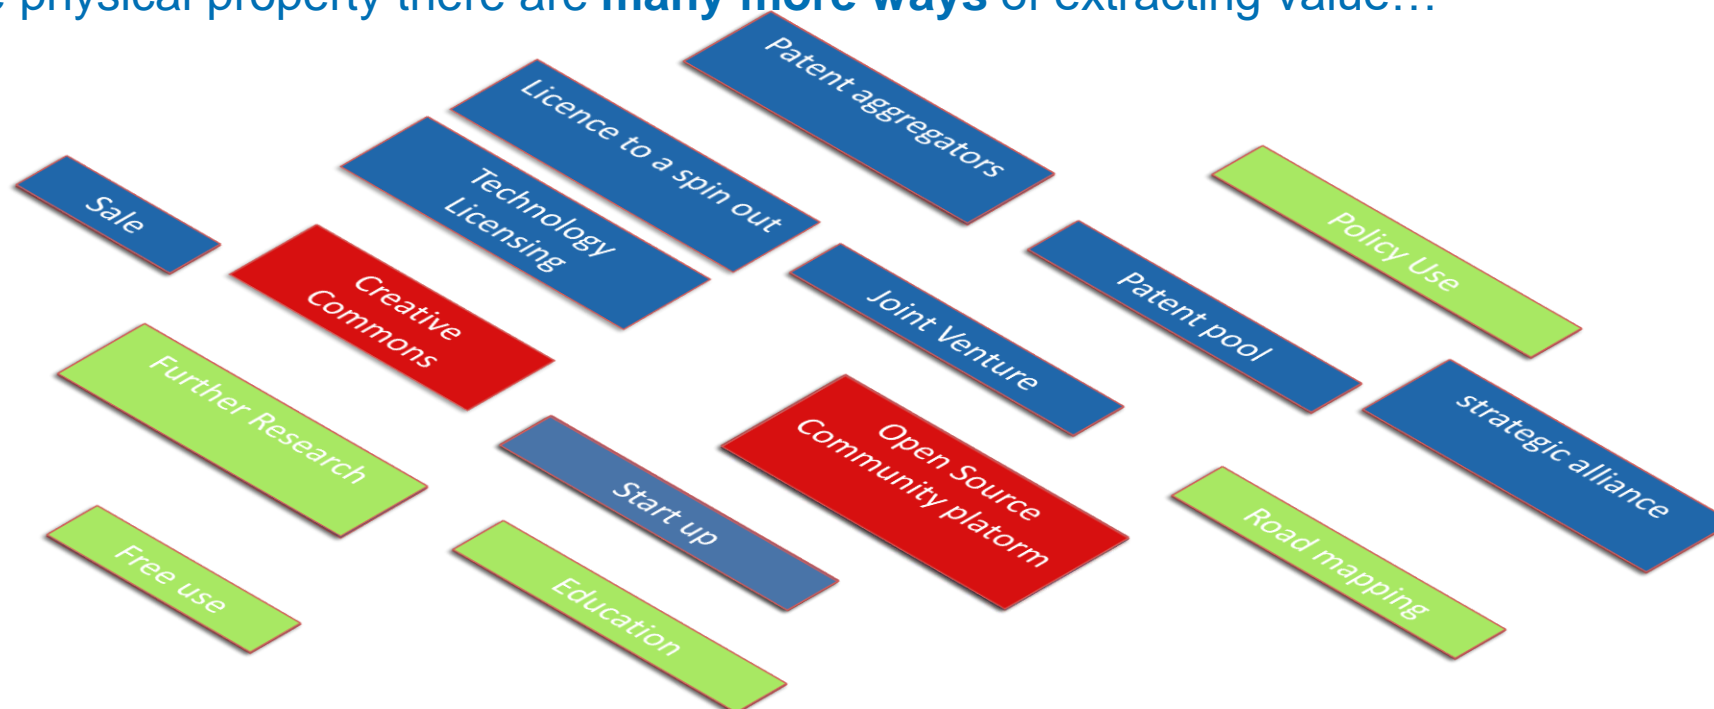 physical property there are many more ways of extracting value…
Patent aggregators
Licence to a spin out
Technology
Licensing
Sale
Policy Use
Creative
Commons
Joint Venture
Patent pool
Further Research
strategic alliance
Start up
Open Source
Community platorm
Road mapping
Free use
Education